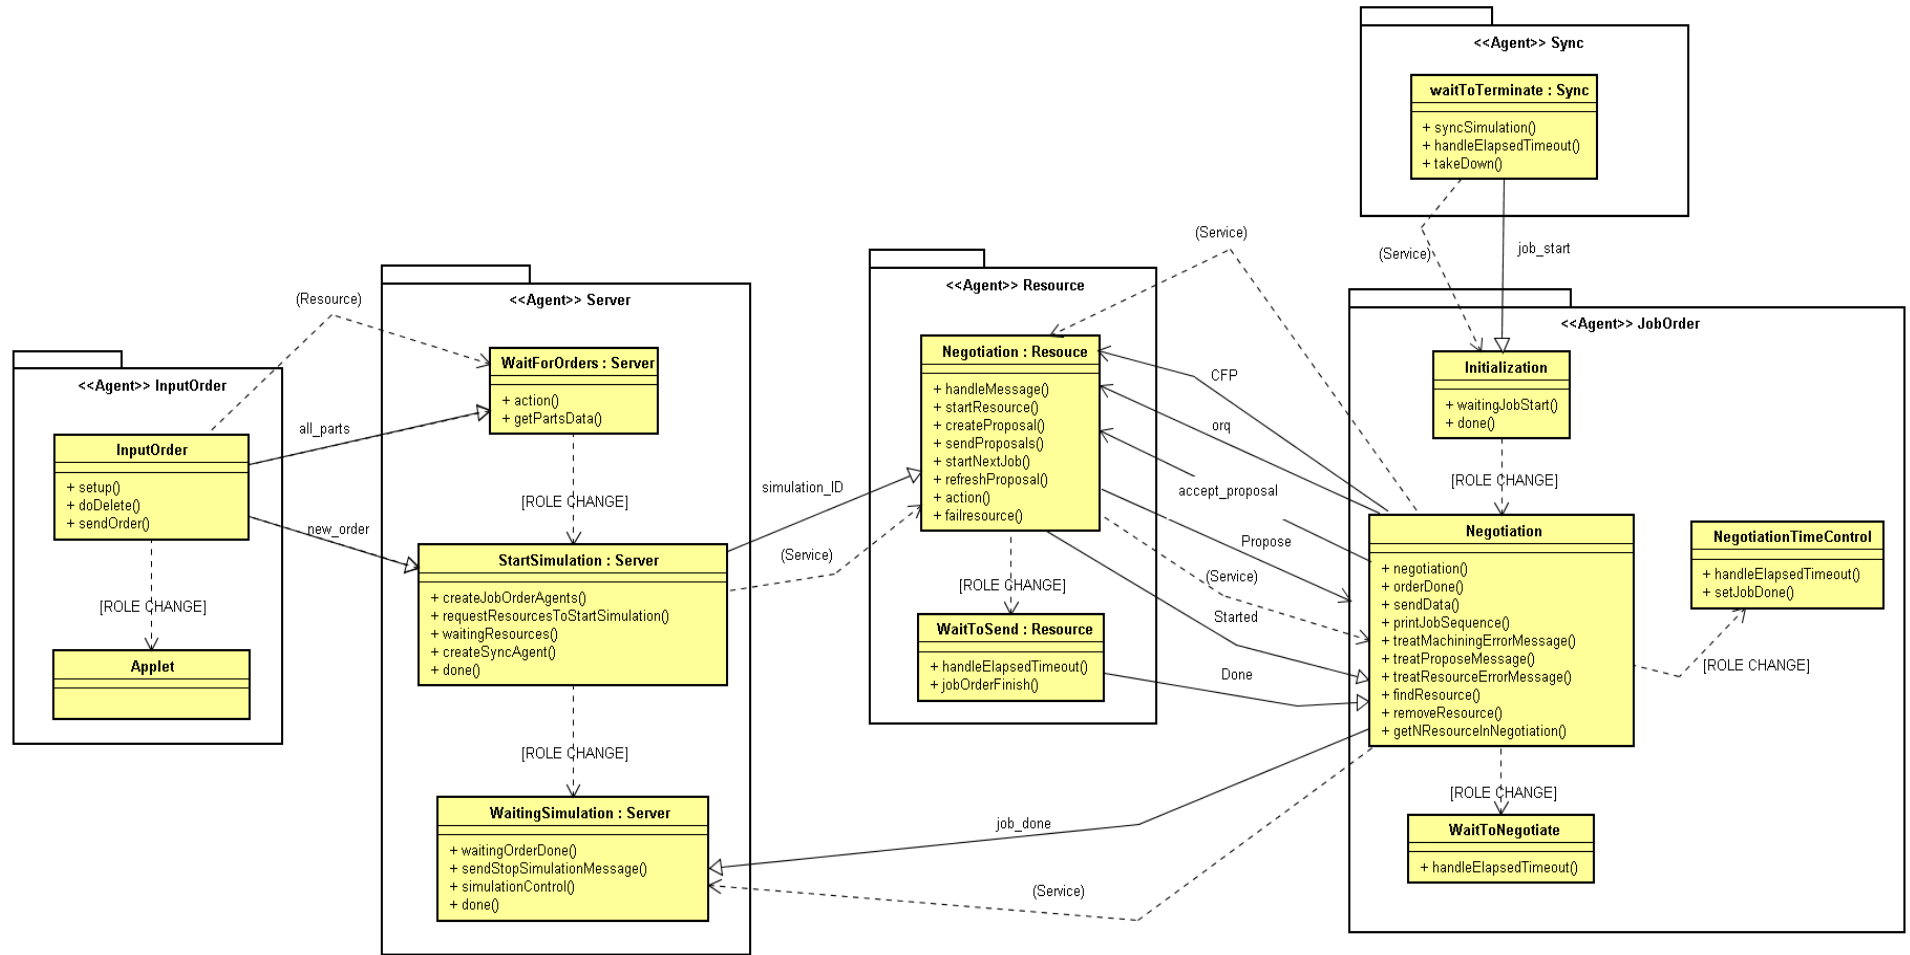 <<Agent>> Sync
waitToTerminate : Sync
+ syncSimulation()
+ handleElapsedTimeout()
+ takeDown()
(Service)
job_start
(Service)
<<Agent>> InputOrder
InputOrder
+ setup()
+ doDelete()
+ sendOrder()
[ROLE CHANGE]
Applet
(Resource)
all_parts
new_order
<<Agent>> Server
WaitForOrders : Server
+ action()
+ getPartsData()
[ROLE CHANGE]
StartSimulation : Server
+ createJobOrderAgents()
+ requestResourcesToStartSimulation()
+ waitingResources()
+ createSyncAgent()
+ done()
[ROLE CHANGE]
WaitingSimulation : Server
+ waitingOrderDone()
+ sendStopSimulationMessage()
+ simulationControl()
+ done()
simulation_ID
(Service)
<<Agent>> Resource
Negotiation : Resouce
+ handleMessage()
+ startResource()
+ createProposal()
+ sendProposals()
+ startNextJob()
+ refreshProposal()
+ action()
+ failresource()
[ROLE CHANGE]
WaitToSend : Resource
+ handleElapsedTimeout()
+ jobOrderFinish()
CFP
orq
accept_proposal
Propose
(Service)
Started
Done
job_done
(Service)
<<Agent>> JobOrder
Initialization
+ waitingJobStart()
+ done()
[ROLE CHANGE]
Negotiation
+ negotiation()
+ orderDone()
+ sendData()
+ printJobSequence()
+ treatMachiningErrorMessage()
+ treatProposeMessage()
+ treatResourceErrorMessage()
+ findResource()
+ removeResource()
+ getNResourceInNegotiation()
NegotiationTimeControl
+ handleElapsedTimeout()
+ setJobDone()
[ROLE CHANGE]
[ROLE CHANGE]
WaitToNegotiate
+ handleElapsedTimeout()